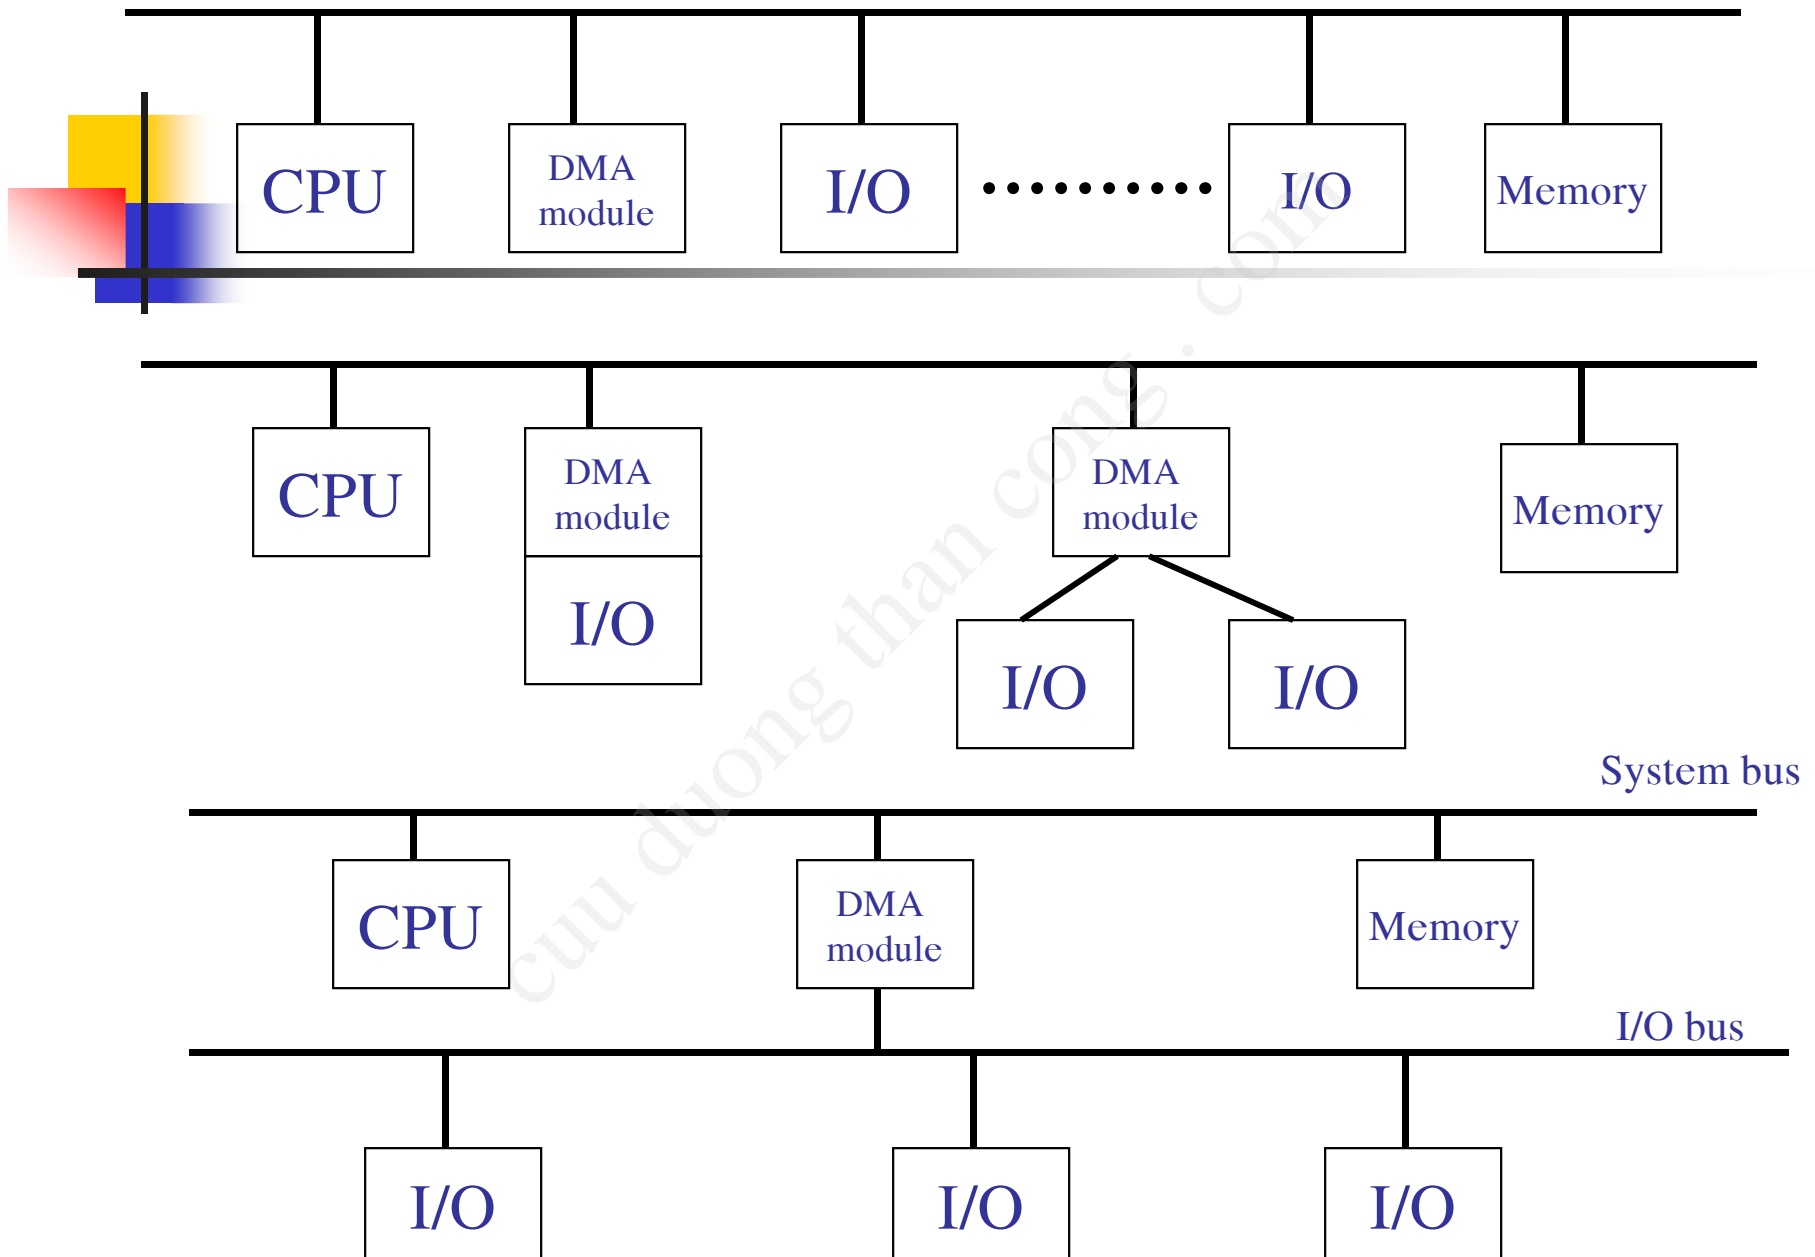 CPU
DMA
module
I/O
I/O
Memory
CPU
DMA
module
I/O
DMA
module
I/O
I/O
Memory
System bus
CPU
DMA
module
Memory
I/O bus
I/O
I/O
I/O
cuu duong than cong . com